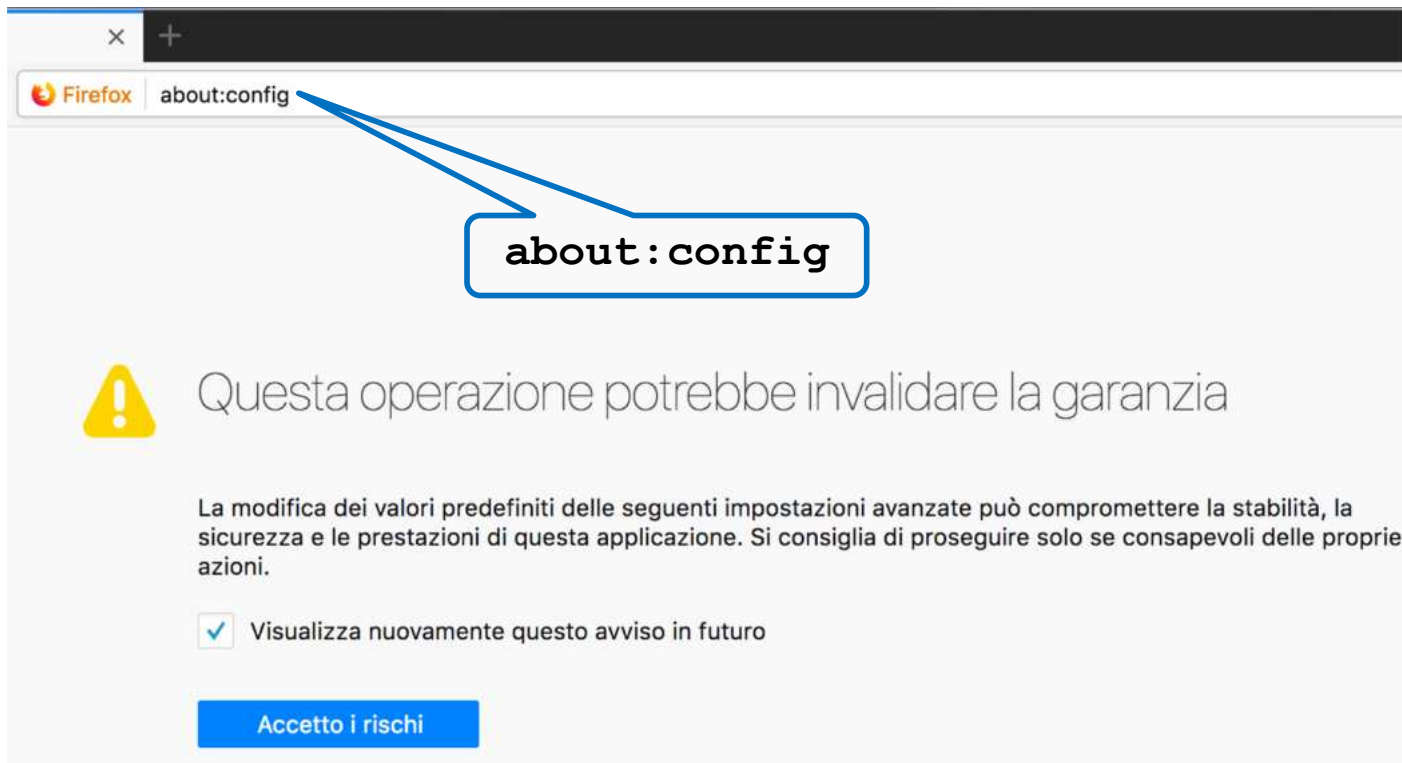 Firefox about:config
about:config
Questa operazione potrebbe invalidare la garanzia
La modifica dei valori predefiniti delle seguenti impostazioni avanzate può compromettere la stabilità, la
sicurezza e le prestazioni di questa applicazione. Si consiglia di proseguire solo se consapevoli delle proprie
azioni.
Visualizza nuovamente questo avviso in futuro
Accetto i rischi